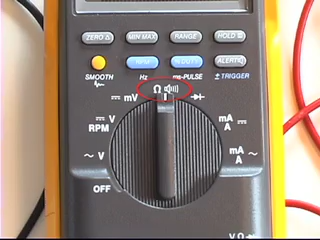 ZERO Δ MIN MAX RANGE HOLD
SMOOTH RPM % DUTY ALERT
Hz ms-PULSE ± TRIGGER
mV Ω
V RPM mA A
V mA A
OFF
V Ω